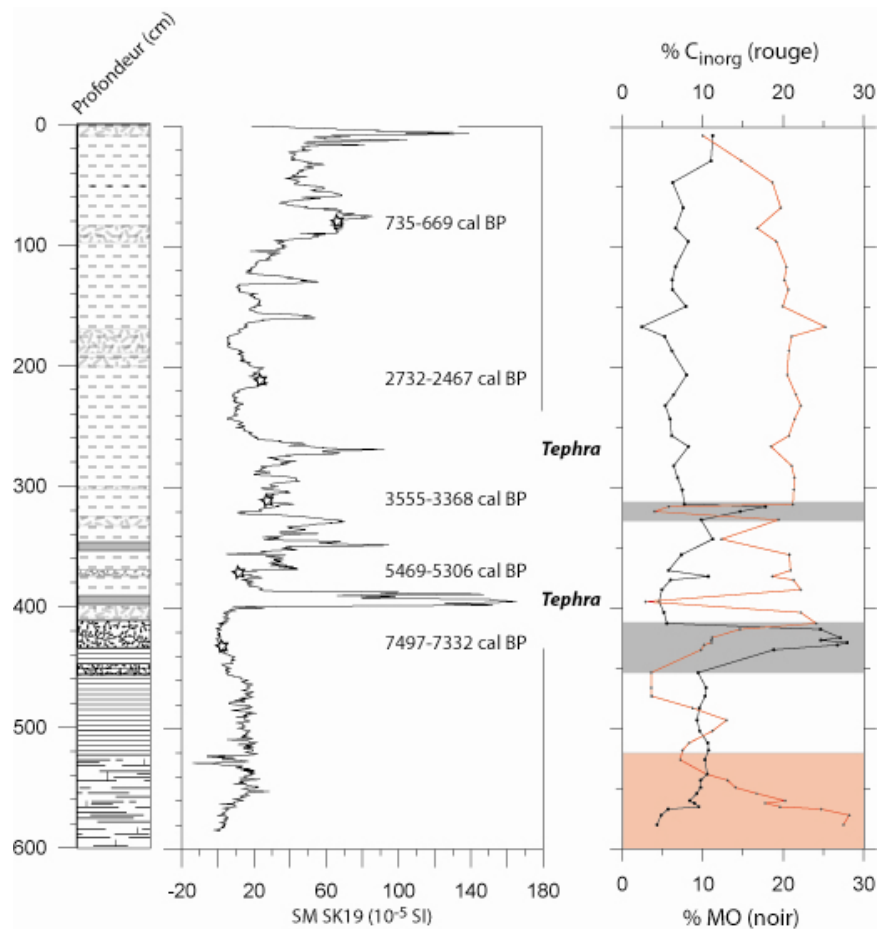 Profondeur (cm)
% Cinorg (rouge)
0 10 20 30
0
100
200
300
400
500
600
735-669 cal BP
2732-2467 cal BP
Tephra
3555-3368 cal BP
5469-5306 cal BP
Tephra
7497-7332 cal BP
-20 20 60 100 140 180
SM SK19 (10-5 SI)
0 10 20 30
% MO (noir)